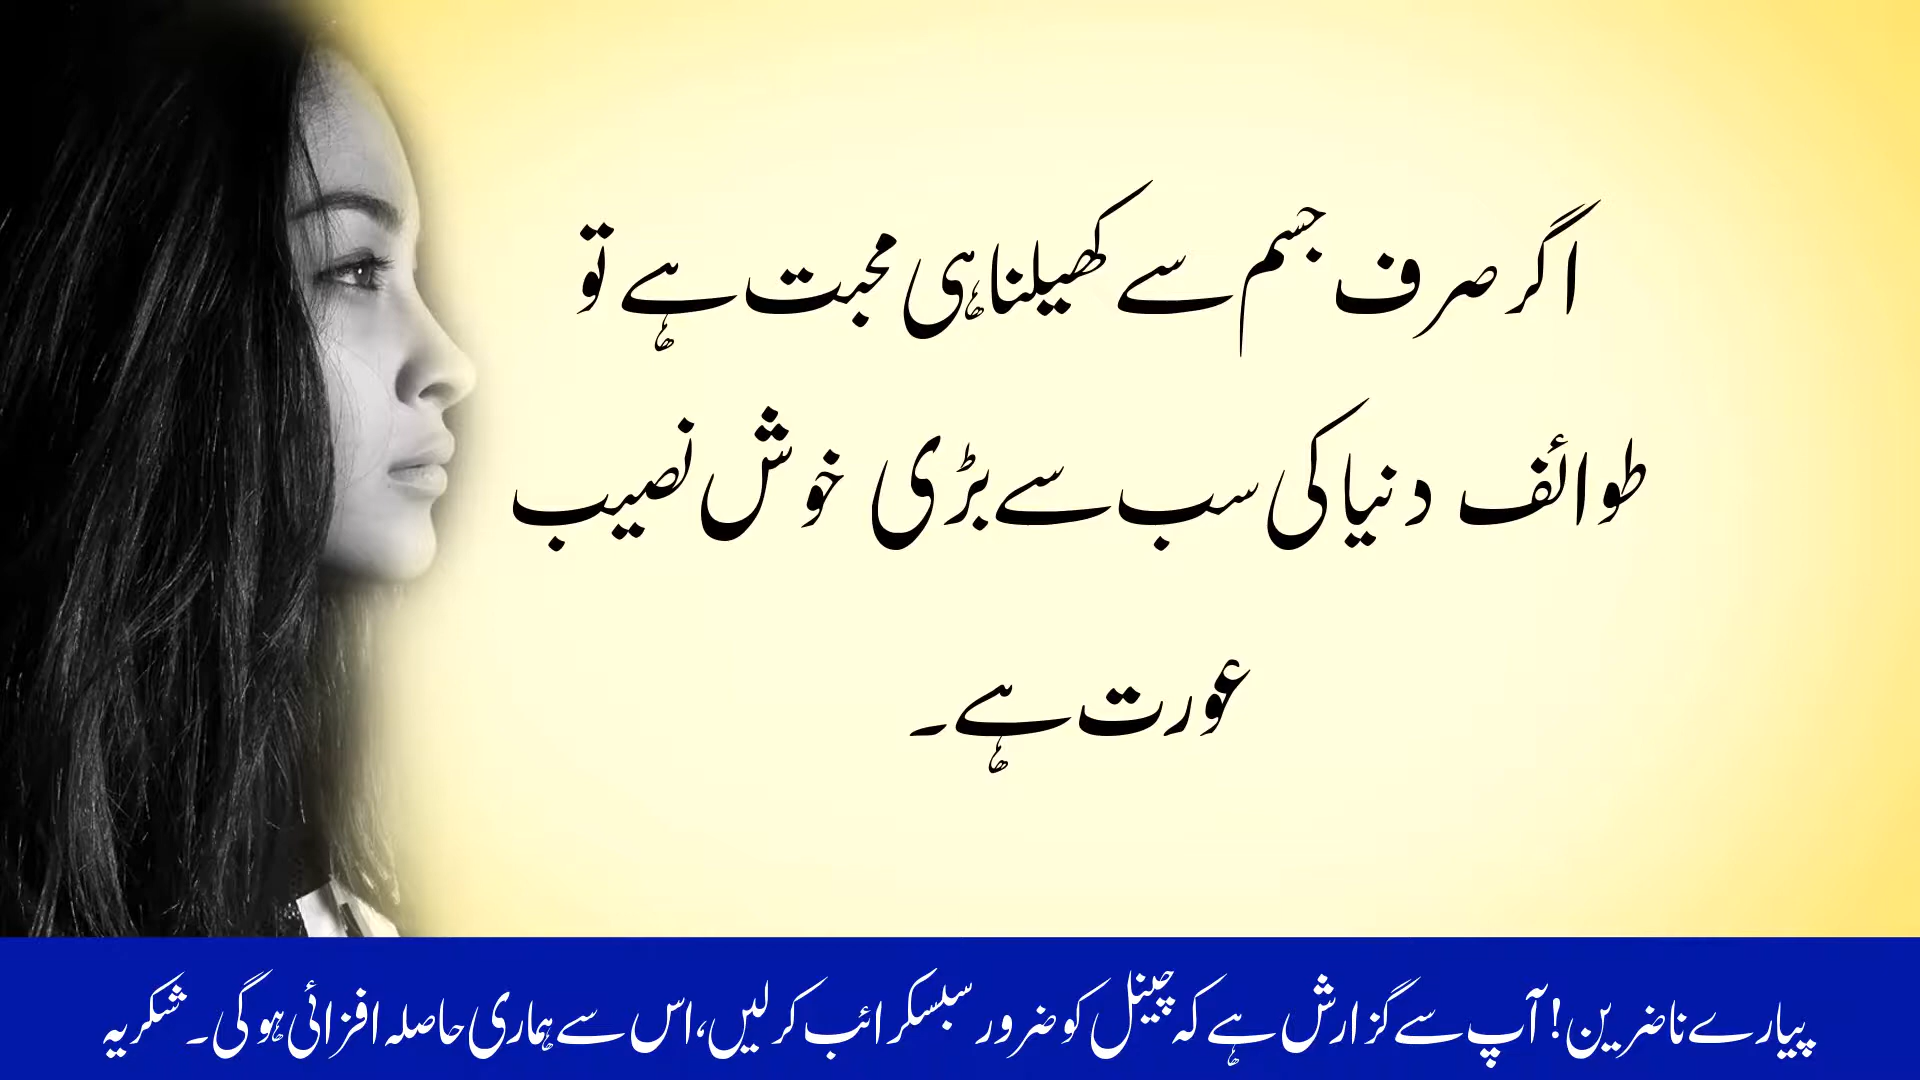 اگر صرف جسم سے کھیلنا ہی محبت ہے تو
طوائف دنیا کی سب سے بڑی خوش نصیب
عورت ہے۔
پیارے ناضرین! آپ سے گزارش ہے کہ چینل کو ضرور سبسکرائب کر لیں، اس سے ہماری حاصلہ افزائی ہو گی۔ شکریہ